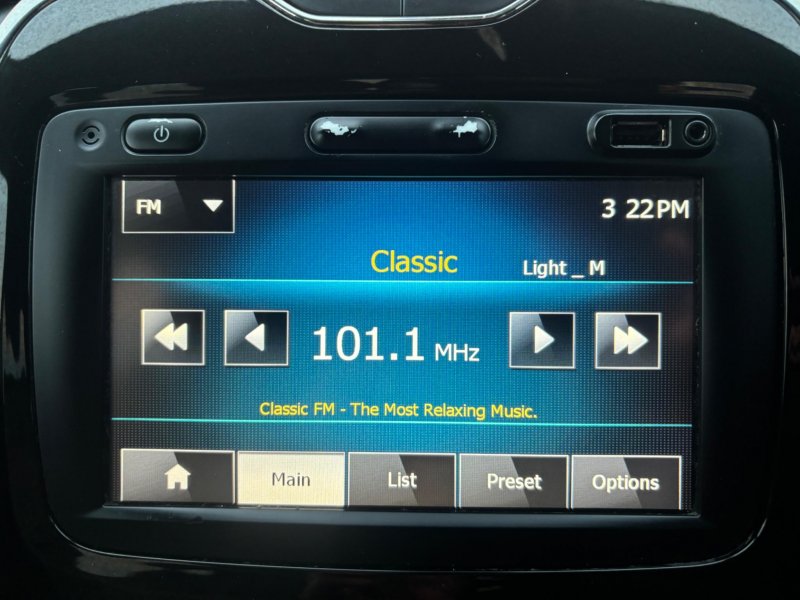 FM
3 22PM
Classic
Light _ M
101.1 MHz
Classic FM - The Most Relaxing Music.
Main
List
Preset
Options